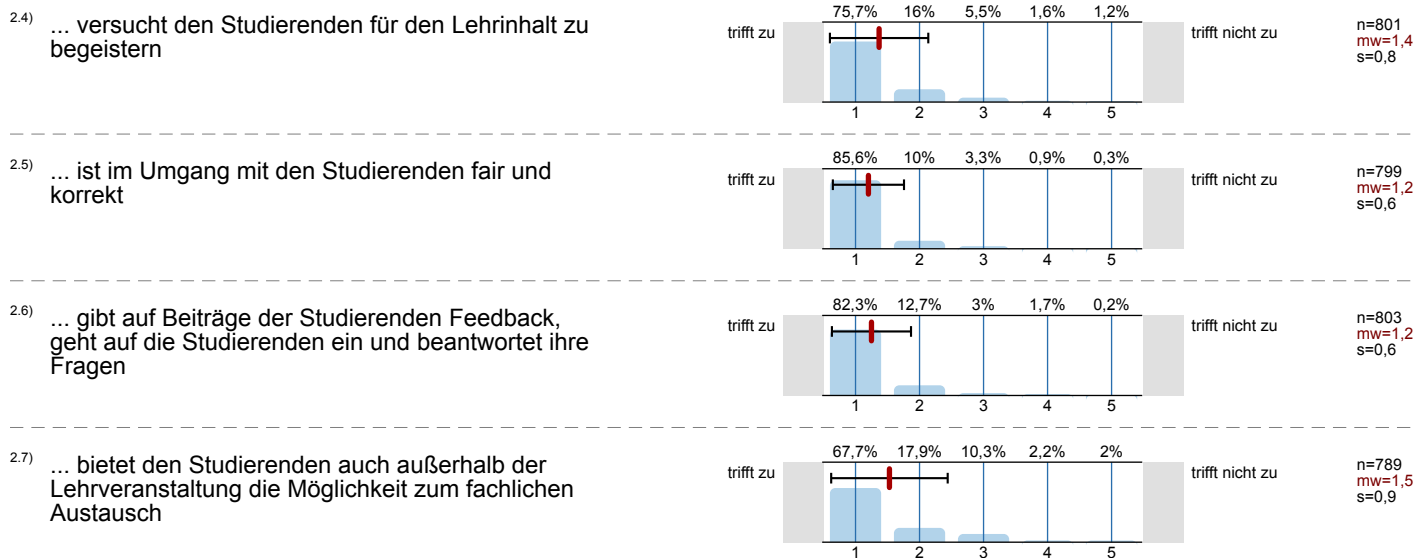 2.4) ... versucht den Studierenden für den Lehrinhalt zu
begeistern
75,7% 16% 5,5% 1,6% 1,2%
trifft zu
trifft nicht zu
1 2 3 4 5
n=801
mw=1,4
s=0,8
2.5) ... ist im Umgang mit den Studierenden fair und
korrekt
85,6% 10% 3,3% 0,9% 0,3%
trifft zu
trifft nicht zu
1 2 3 4 5
n=799
mw=1,2
s=0,6
2.6) ... gibt auf Beiträge der Studierenden Feedback,
geht auf die Studierenden ein und beantwortet ihre
Fragen
82,3% 12,7% 3% 1,7% 0,2%
trifft zu
trifft nicht zu
1 2 3 4 5
n=803
mw=1,2
s=0,6
2.7) ... bietet den Studierenden auch außerhalb der
Lehrveranstaltung die Möglichkeit zum fachlichen
Austausch
67,7% 17,9% 10,3% 2,2% 2%
trifft zu
trifft nicht zu
1 2 3 4 5
n=789
mw=1,5
s=0,9